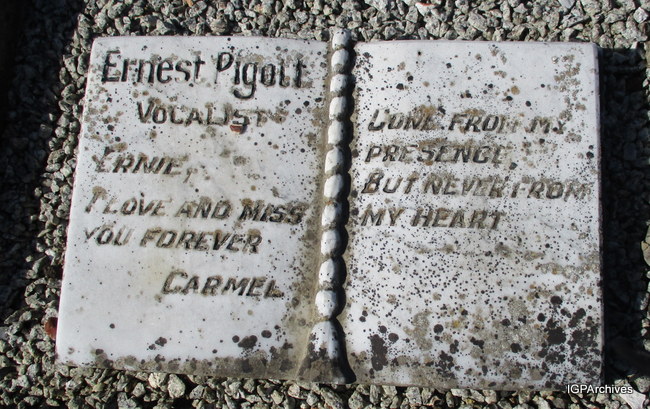 Ernest Pigott
VOCALIST
ERNIE,
I LOVE AND MISS
YOU FOREVER
CARMEL
GONE FROM MY
PRESENCE,
BUT NEVER FROM
MY HEART
IGPArchives